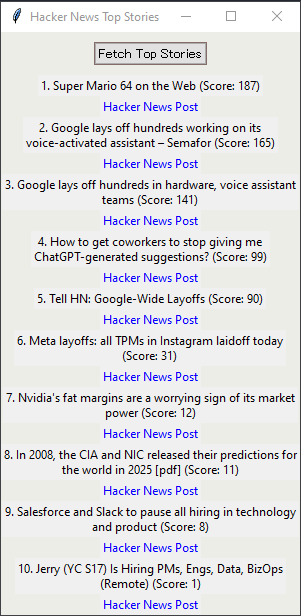 Hacker News Top Stories
Fetch Top Stories
1. Super Mario 64 on the Web (Score: 187)
Hacker News Post
2. Google lays off hundreds working on its
voice-activated assistant – Semafor (Score: 165)
Hacker News Post
3. Google lays off hundreds in hardware, voice assistant
teams (Score: 141)
Hacker News Post
4. How to get coworkers to stop giving me
ChatGPT-generated suggestions? (Score: 99)
Hacker News Post
5. Tell HN: Google-Wide Layoffs (Score: 90)
Hacker News Post
6. Meta layoffs: all TPMs in Instagram laidoff today
(Score: 31)
Hacker News Post
7. Nvidia's fat margins are a worrying sign of its market
power (Score: 12)
Hacker News Post
8. In 2008, the CIA and NIC released their predictions for
the world in 2025 [pdf] (Score: 11)
Hacker News Post
9. Salesforce and Slack to pause all hiring in technology
and product (Score: 8)
Hacker News Post
10. Jerry (YC S17) Is Hiring PMs, Engs, Data, BizOps
(Remote) (Score: 1)
Hacker News Post